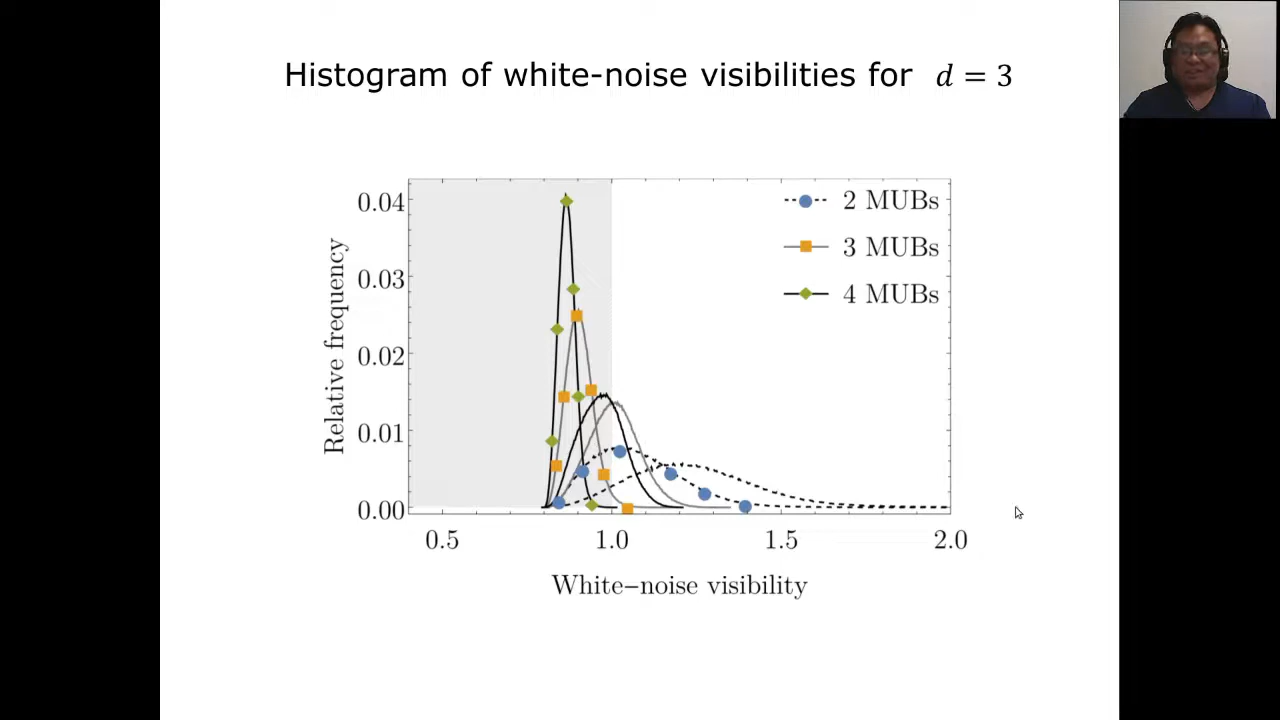 Histogram of white-noise visibilities for d = 3
2 MUBs
3 MUBs
4 MUBs
0.04
0.03
0.02
0.01
0.00
Relative frequency
0.5 1.0 1.5 2.0
White−noise visibility